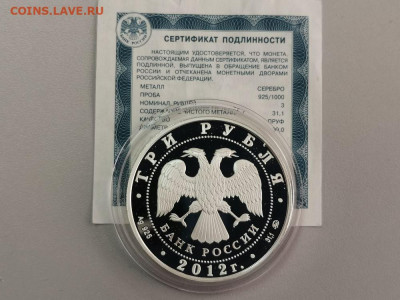 COINS.LAVE.RU
СЕРТИФИКАТ ПОДЛИННОСТИ
НАСТОЯЩИМ УДОСТОВЕРЯЕТСЯ, ЧТО МОНЕТА,
СОПРОВОЖДАЕМАЯ ДАННЫМ СЕРТИФИКАТОМ, ЯВЛЯЕТСЯ
ПОДЛИННОЙ, ВЫПУЩЕНА В ОБРАЩЕНИЕ БАНКОМ
РОССИИ И ОТЧЕКАНЕНА МОНЕТНЫМИ ДВОРАМИ
РОССИЙСКОЙ ФЕДЕРАЦИИ.
МЕТАЛЛ СЕРЕБРО
ПРОБА 925/1000
НОМИНАЛ, 3
31.1
КАЧЕСТВО ПРУФ
ТРИ РУБЛЯ
Ag 925
31,1
БАНК РОССИИ
2012г.